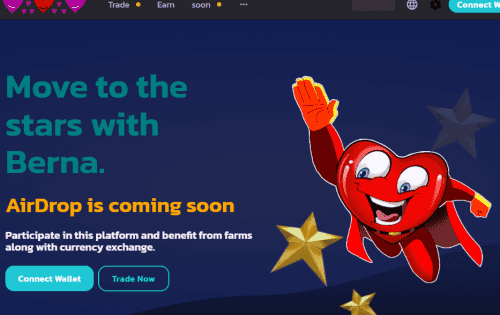 Trade Earn soon ...
Connect W
Move to the
stars with
Berna.
AirDrop is coming soon
Participate in this platform and benefit from farms
along with currency exchange.
Connect Wallet Trade Now